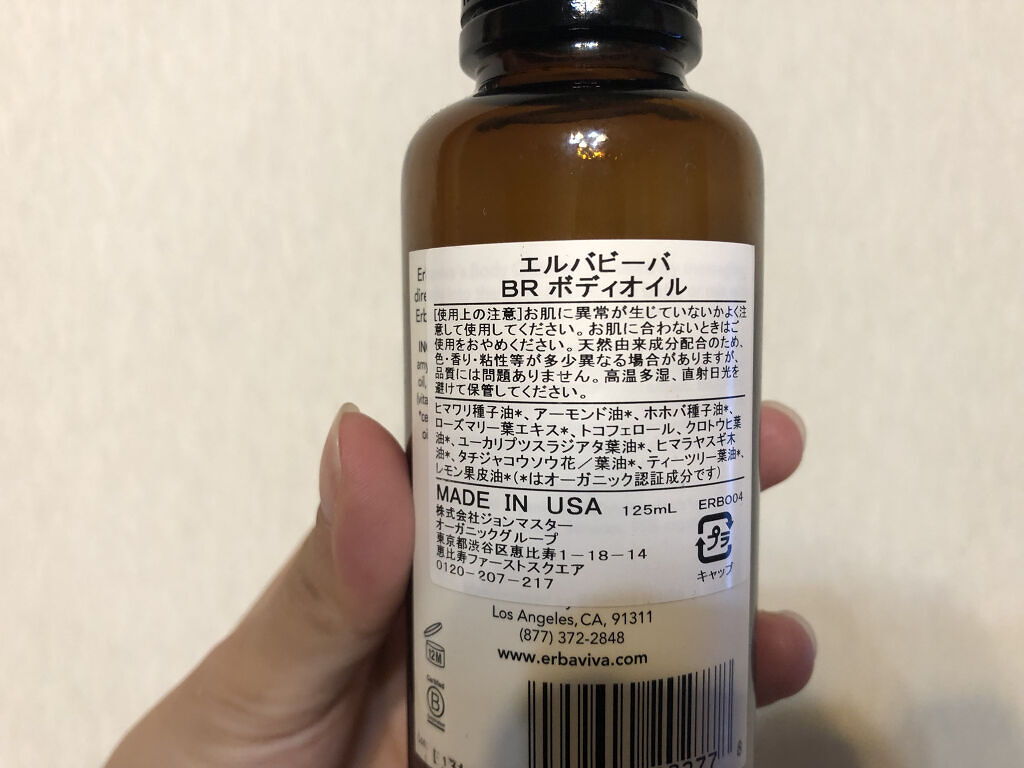 エルバビーバ
BR ボディオイル
[使用上の注意]お肌に異常が生じていないかよく注
意して使用してください。お肌に合わないときはご
使用をおやめください。天然由来成分配合のため、
色・香り・粘性等が多少異なる場合がありますが、
品質には問題ありません。高温多湿、直射日光を
避けて保管してください。
ヒマワリ種子油*、アーモンド油*、ホホバ種子油*、
ローズマリー葉エキス*、トコフェロール、クロトウヒ葉
油*、ユーカリプツスラジアタ葉油*、ヒマラヤスギ木
油*、タチジャコウソウ花／葉油*、ティーツリー葉油*、
レモン果皮油*(*はオーガニック認証成分です)
MADE IN USA 125mL ERB004
株式会社ジョンマスター
オーガニックグループ
東京都渋谷区恵比寿1-18-14
恵比寿ファーストスクエア
0120-207-217
プラ
キャップ
Los Angeles, CA, 91311
(877) 372-2848
www.erbaviva.com
12M
Certified
B